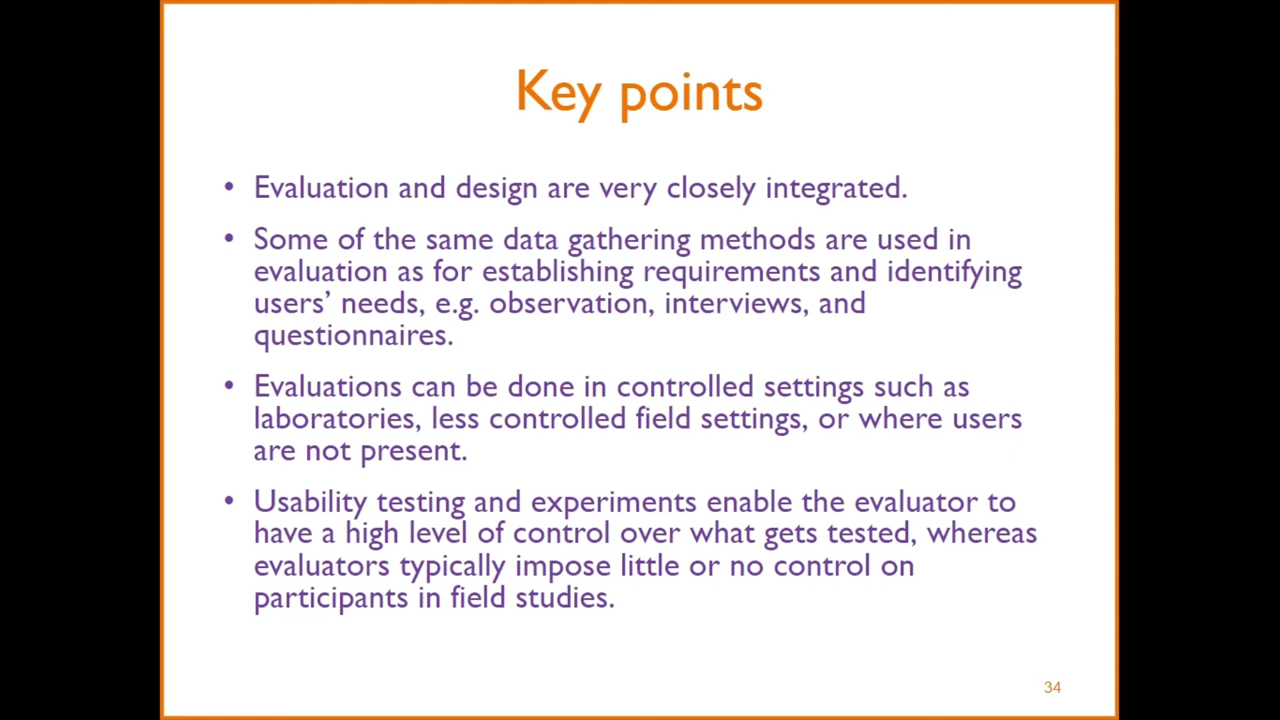 Key points
• Evaluation and design are very closely integrated.
• Some of the same data gathering methods are used in
evaluation as for establishing requirements and identifying
users’ needs, e.g. observation, interviews, and
questionnaires.
• Evaluations can be done in controlled settings such as
laboratories, less controlled field settings, or where users
are not present.
• Usability testing and experiments enable the evaluator to
have a high level of control over what gets tested, whereas
evaluators typically impose little or no control on
participants in field studies.
34